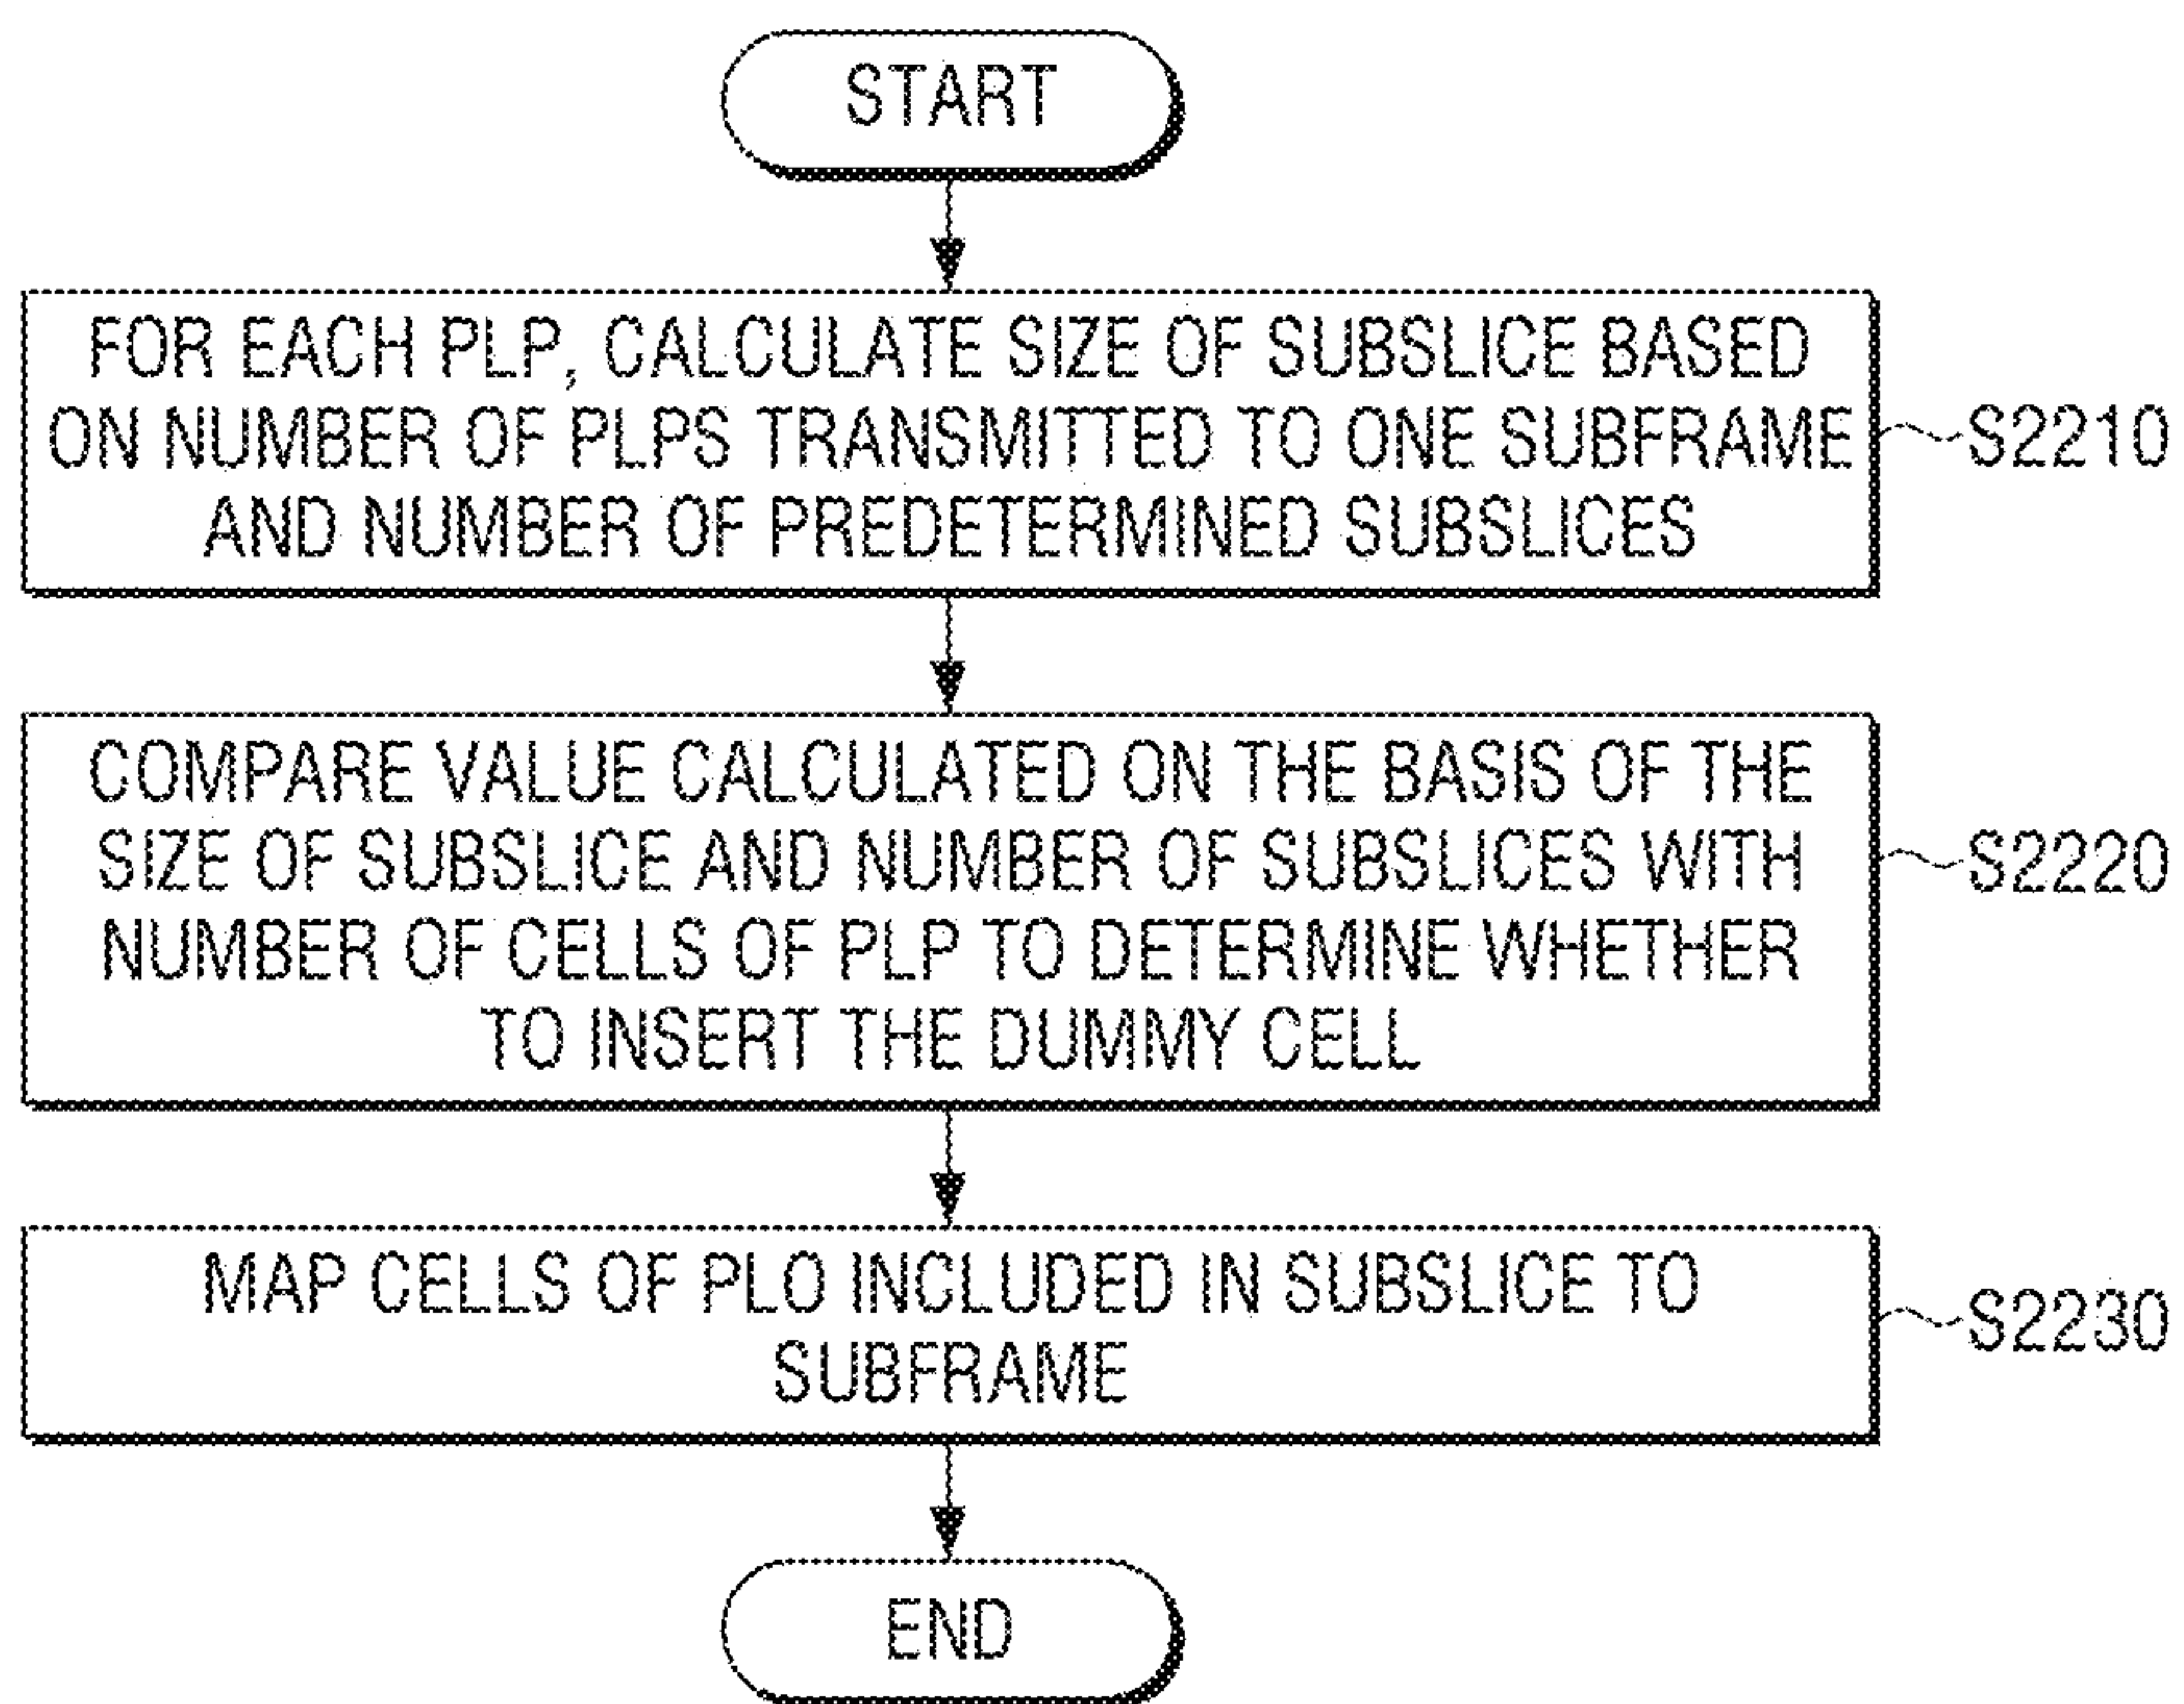 START
FOR EACH PLP, CALCULATE SIZE OF SUBSLICE BASED
ON NUMBER OF PLPS TRANSMITTED TO ONE SUBFRAME
AND NUMBER OF PREDETERMINED SUBSLICES
S2210
COMPARE VALUE CALCULATED ON THE BASIS OF THE
SIZE OF SUBSLICE AND NUMBER OF SUBSLICES WITH
NUMBER OF CELLS OF PLP TO DETERMINE WHETHER
TO INSERT THE DUMMY CELL
S2220
MAP CELLS OF PLO INCLUDED IN SUBSLICE TO
SUBFRAME
S2230
END